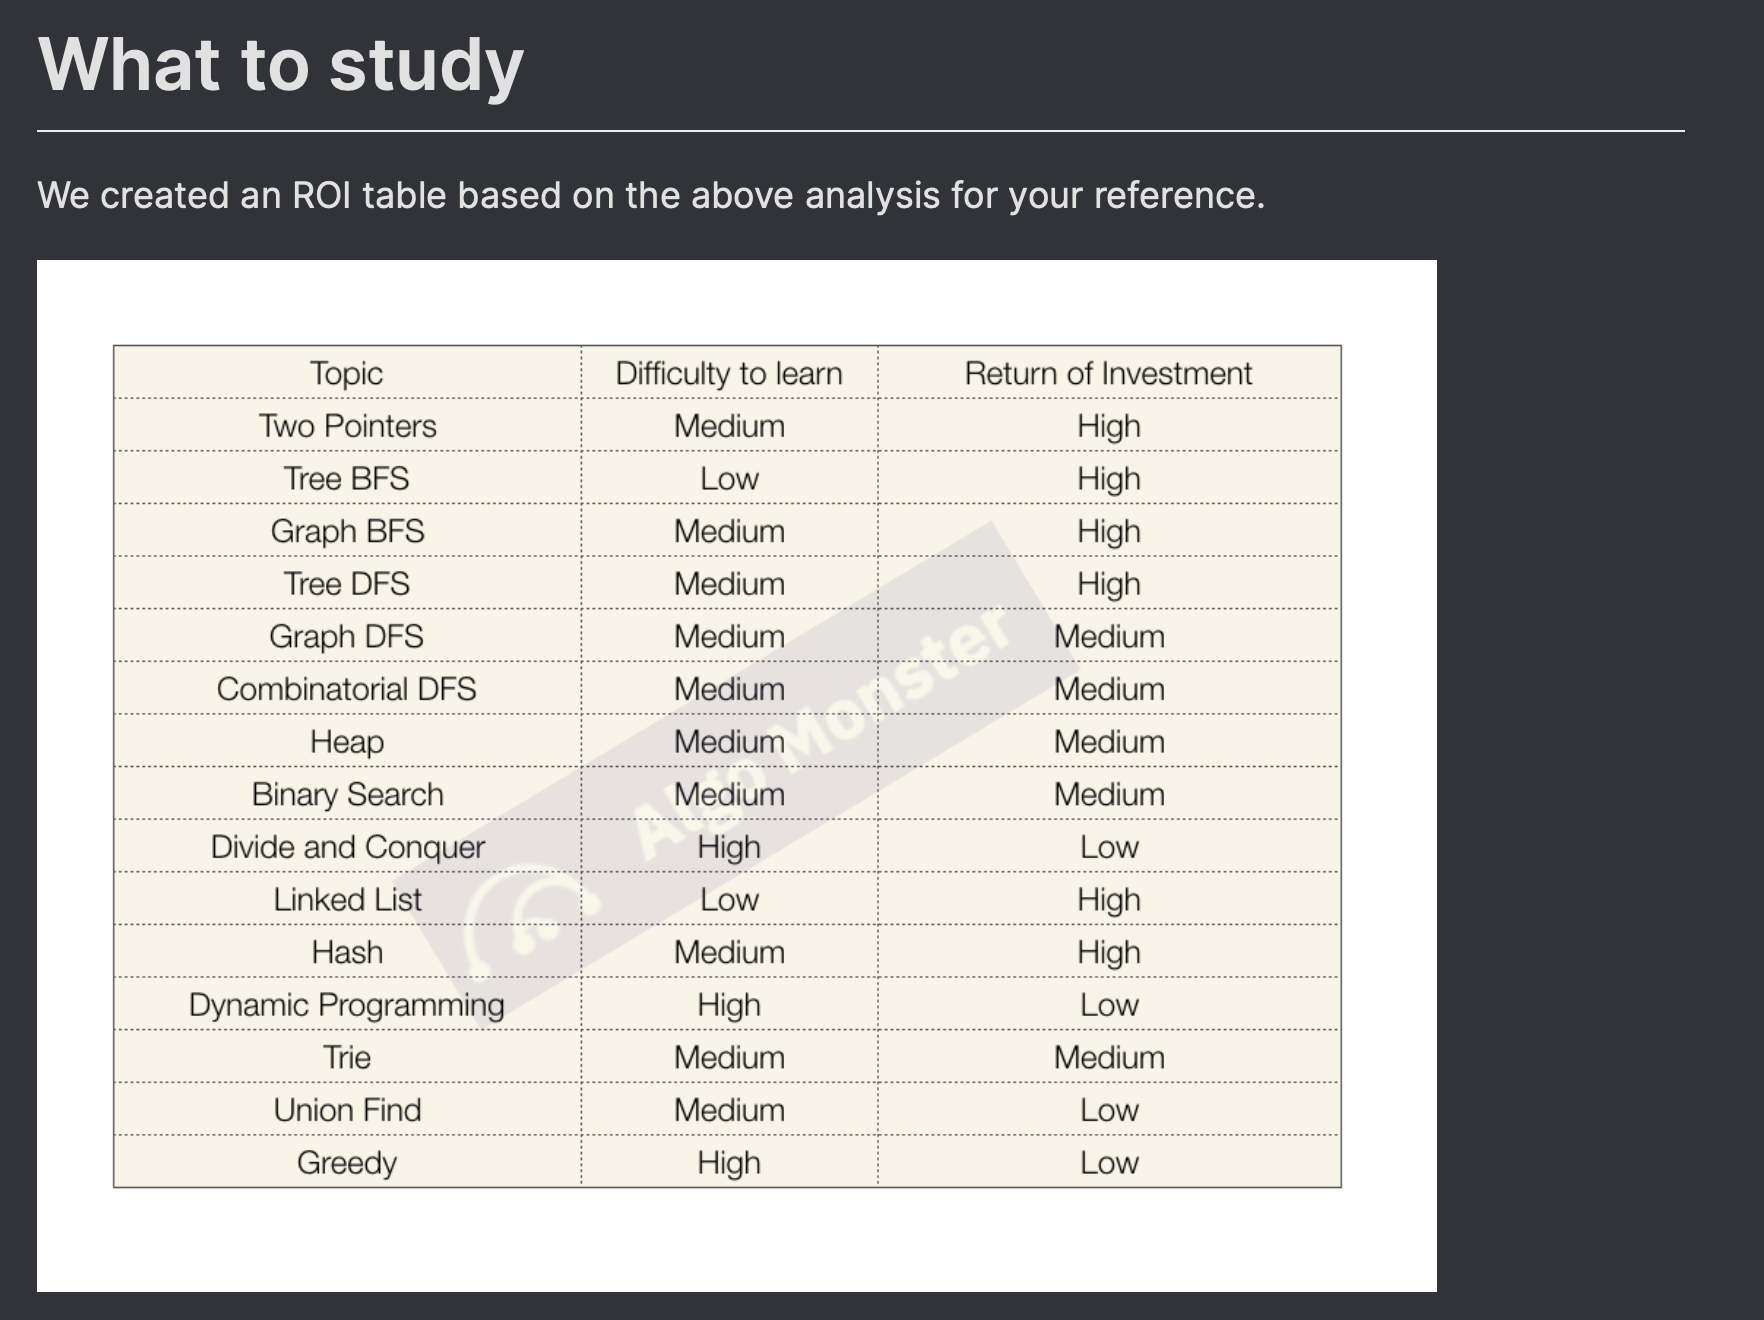 What to study
We created an ROI table based on the above analysis for your reference.
Topic Difficulty to learn Return of Investment
Two Pointers Medium High
Tree BFS Low High
Graph BFS Medium High
Tree DFS Medium High
Graph DFS Medium Medium
Combinatorial DFS Medium Medium
Heap Medium Medium
Binary Search Medium Medium
Divide and Conquer High Low
Linked List Low High
Hash Medium High
Dynamic Programming High Low
Trie Medium Medium
Union Find Medium Low
Greedy High Low
Algo Monster